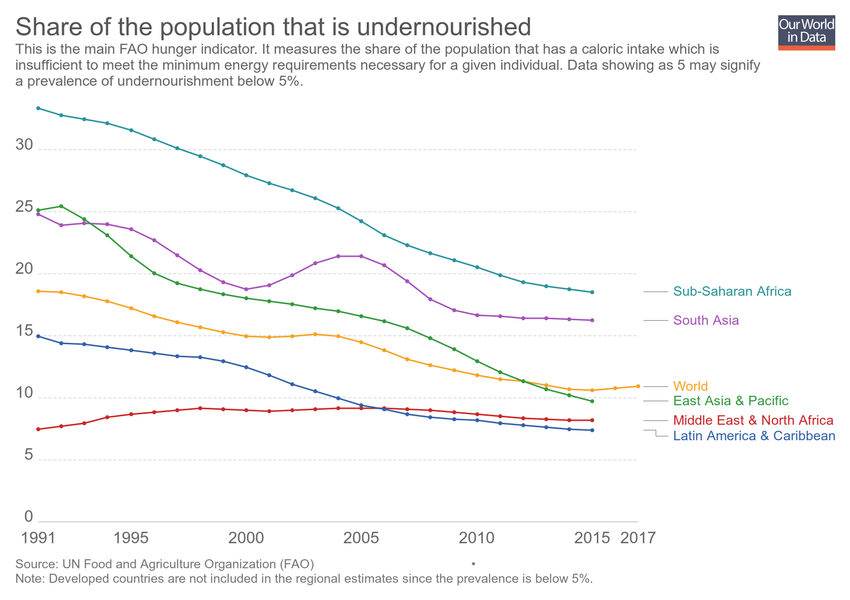 Share of the population that is undernourished
Our World
in Data
This is the main FAO hunger indicator. It measures the share of the population that has a caloric intake which is
insufficient to meet the minimum energy requirements necessary for a given individual. Data showing as 5 may signify
a prevalence of undernourishment below 5%.
30
25
20
15
10
5
0
1991 1995 2000 2005 2010 2015 2017
Sub-Saharan Africa
South Asia
World
East Asia & Pacific
Middle East & North Africa
Latin America & Caribbean
Source: UN Food and Agriculture Organization (FAO)
Note: Developed countries are not included in the regional estimates since the prevalence is below 5%.